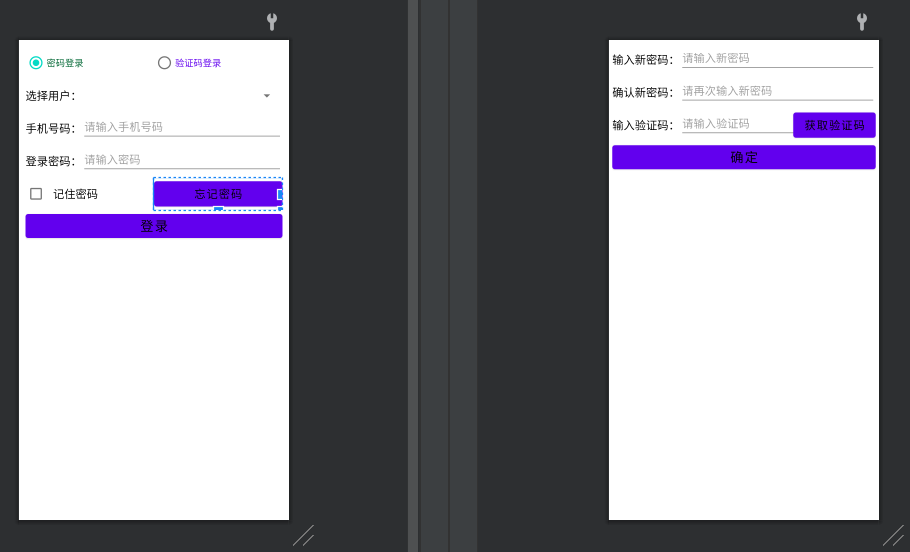 密码登录 验证码登录
选择用户：
手机号码： 请输入手机号码
登录密码： 请输入密码
记住密码 忘记密码
登录
输入新密码： 请输入新密码
确认新密码： 请再次输入新密码
输入验证码： 请输入验证码 获取验证码
确定